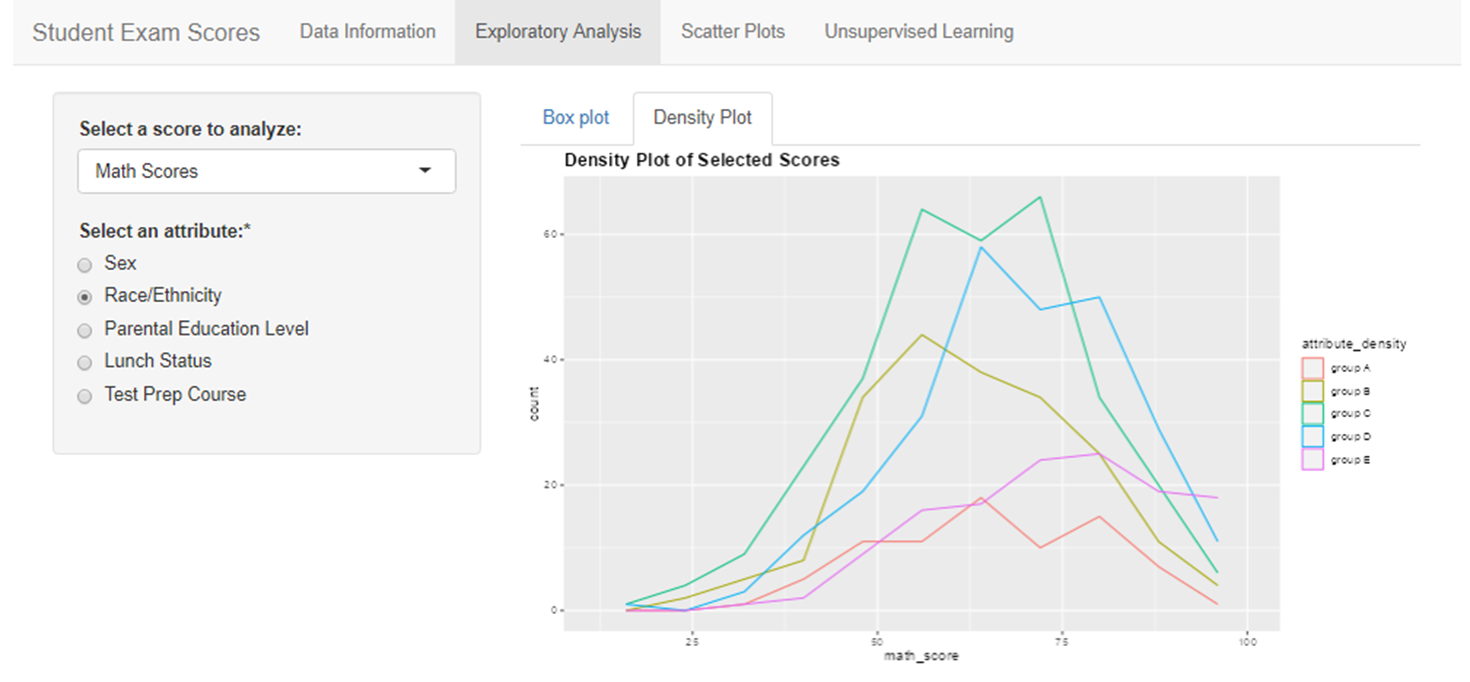 Student Exam Scores Data Information Exploratory Analysis Scatter Plots Unsupervised Learning
Select a score to analyze:
Math Scores
Select an attribute:*
Sex
Race/Ethnicity
Parental Education Level
Lunch Status
Test Prep Course
Box plot Density Plot
Density Plot of Selected Scores
60
40
20
0
count
25 50 75 100
math_score
attribute_density
group A
group B
group C
group D
group E